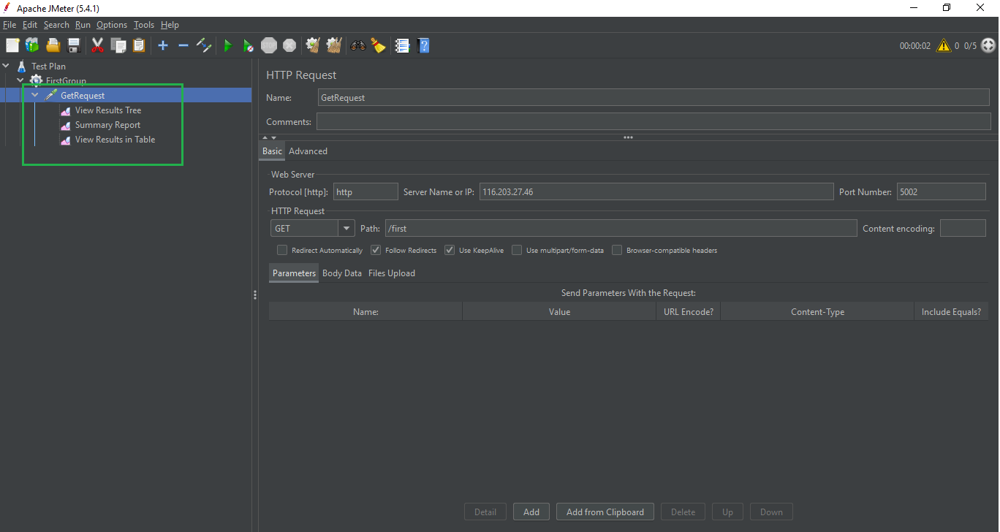 Apache JMeter (5.4.1)
File Edit Search Run Options Tools Help
STOP
00:00:02 0 0/5
Test Plan
FirstGroup
GetRequest
View Results Tree
Summary Report
View Results in Table
HTTP Request
Name: GetRequest
Comments:
Basic Advanced
Web Server
Protocol [http]: http Server Name or IP: 116.203.27.46 Port Number: 5002
HTTP Request
GET Path: /first Content encoding:
Redirect Automatically Follow Redirects Use KeepAlive Use multipart/form-data Browser-compatible headers
Parameters Body Data Files Upload
Send Parameters With the Request:
Name: Value URL Encode? Content-Type Include Equals?
Detail Add Add from Clipboard Delete Up Down